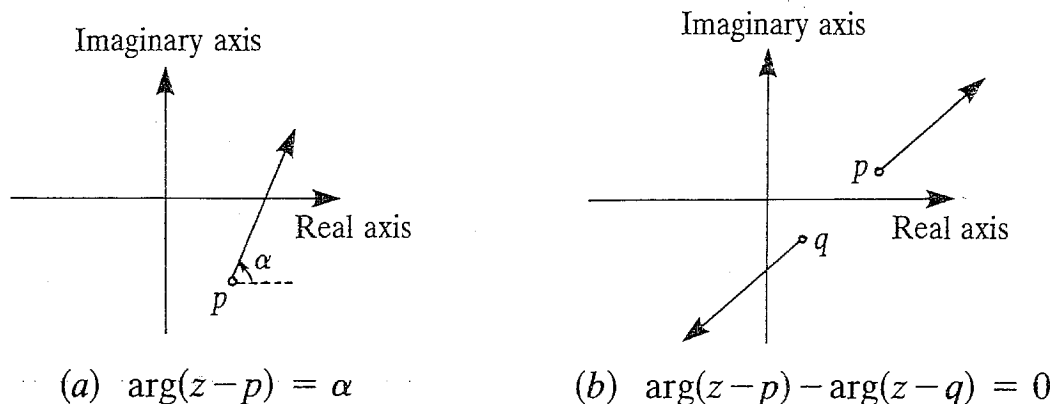 Imaginary axis
Real axis
α
p
(a) arg(z−p) = α
Imaginary axis
p
Real axis
q
(b) arg(z−p)−arg(z−q) = 0